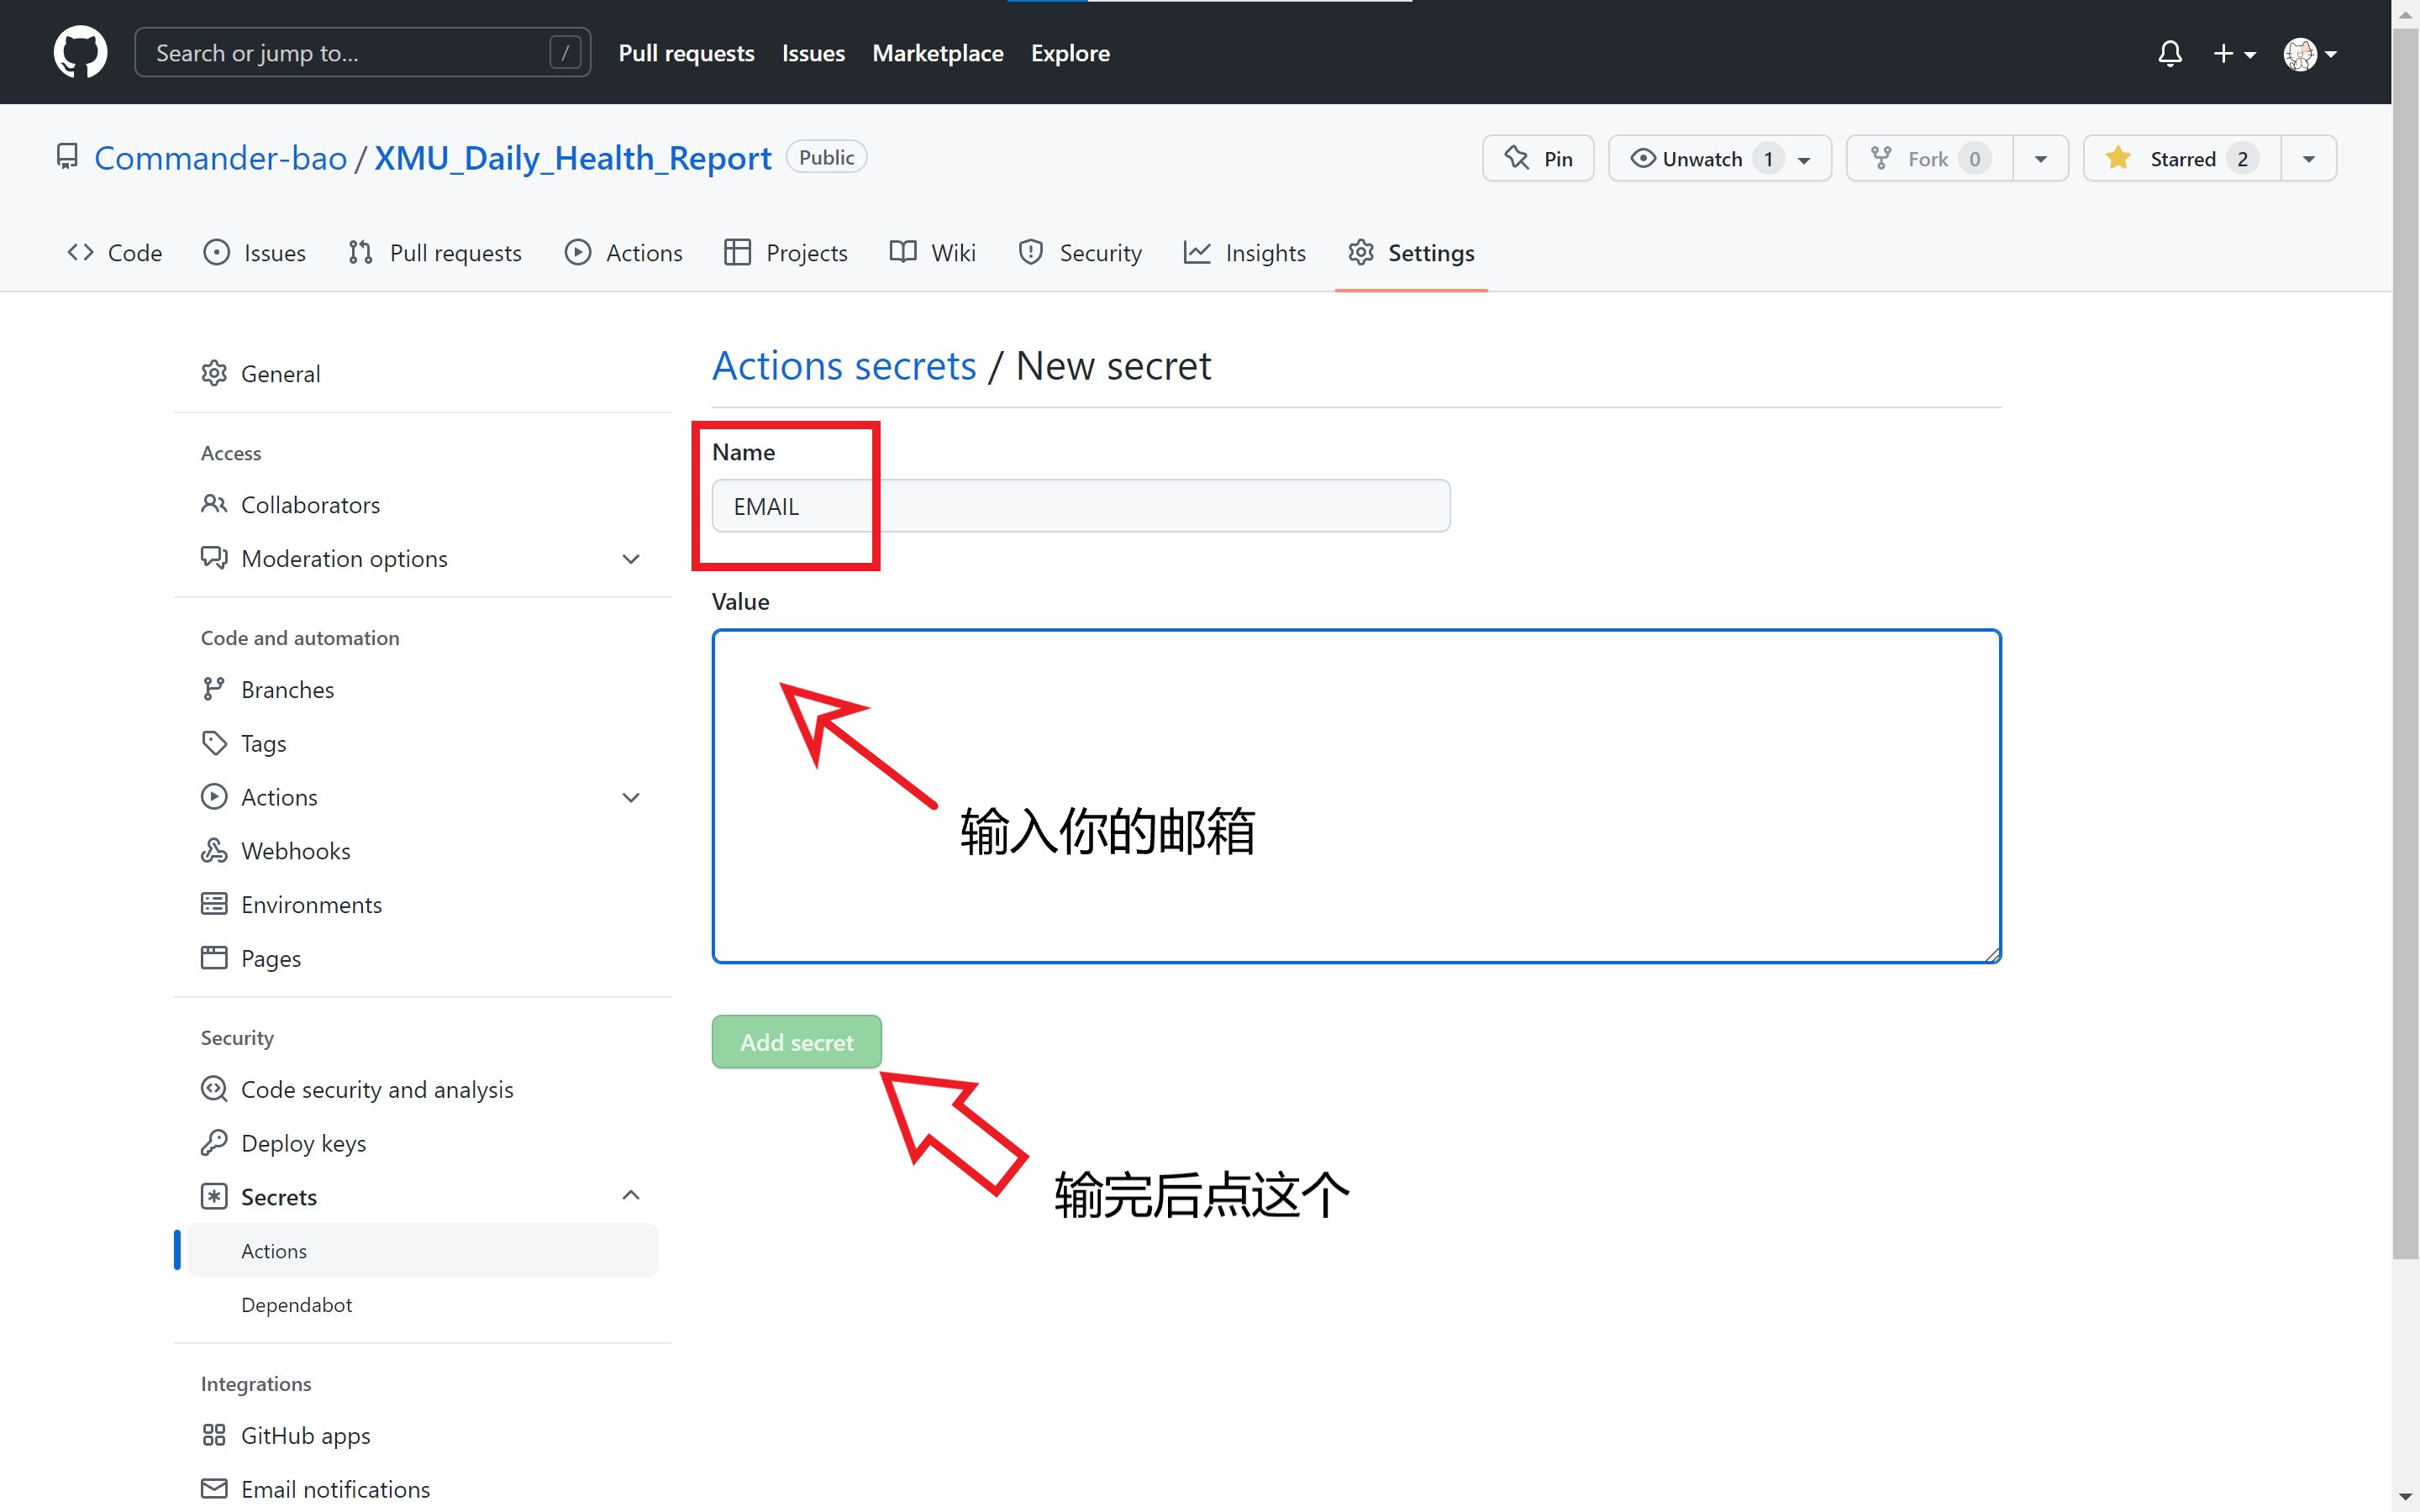 Search or jump to... /
Pull requests Issues Marketplace Explore
Commander-bao / XMU_Daily_Health_Report Public
Pin
Unwatch 1
Fork 0
Starred 2
Code Issues Pull requests Actions Projects Wiki Security Insights Settings
General
Access
Collaborators
Moderation options
Code and automation
Branches
Tags
Actions
Webhooks
Environments
Pages
Security
Code security and analysis
Deploy keys
Secrets
Actions
Dependabot
Integrations
GitHub apps
Email notifications
Actions secrets / New secret
Name
EMAIL
Value
输入你的邮箱
Add secret
输完后点这个